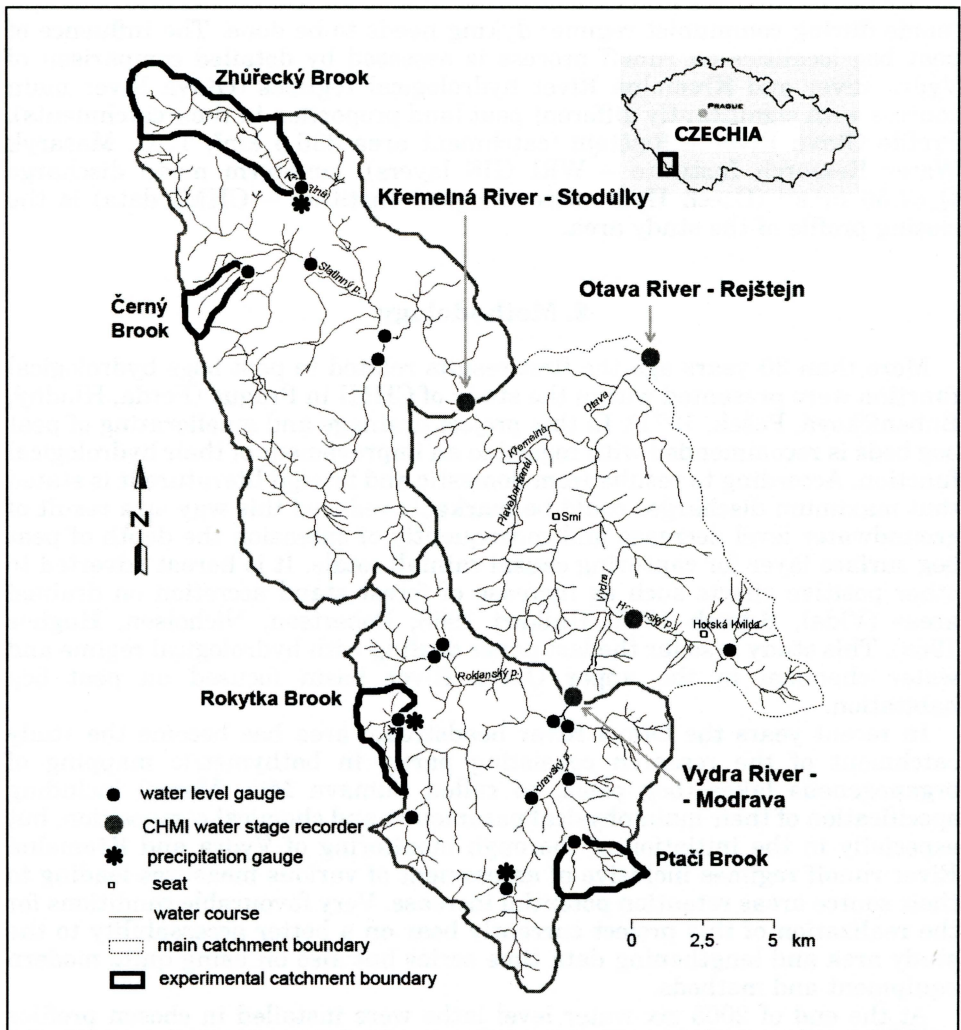 Zhůřecký Brook
PRAGUE
CZECHIA
Křemelná River - Stodůlky
Slatinný p.
Otava River - Rejštejn
Černý
Brook
Otava
Křemelná
N
Srní
Vydra
Horská Kvilda
Roklanský p.
Rokytka Brook
Vydra River -
- Modrava
Ptačí Brook
water level gauge
CHMI water stage recorder
precipitation gauge
seat
water course
main catchment boundary
experimental catchment boundary
0 2,5 5 km